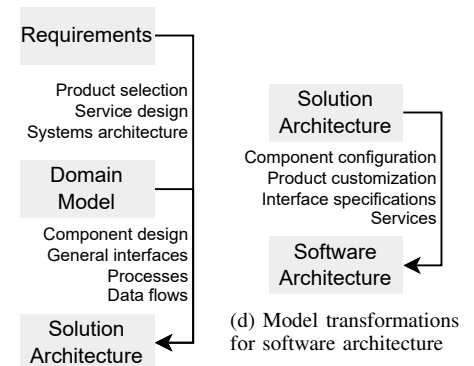 Requirements
Product selection
Service design
Systems architecture
Domain
Model
Component design
General interfaces
Processes
Data flows
Solution
Architecture
Solution
Architecture
Component configuration
Product customization
Interface specifications
Services
Software
Architecture
(d) Model transformations
for software architecture